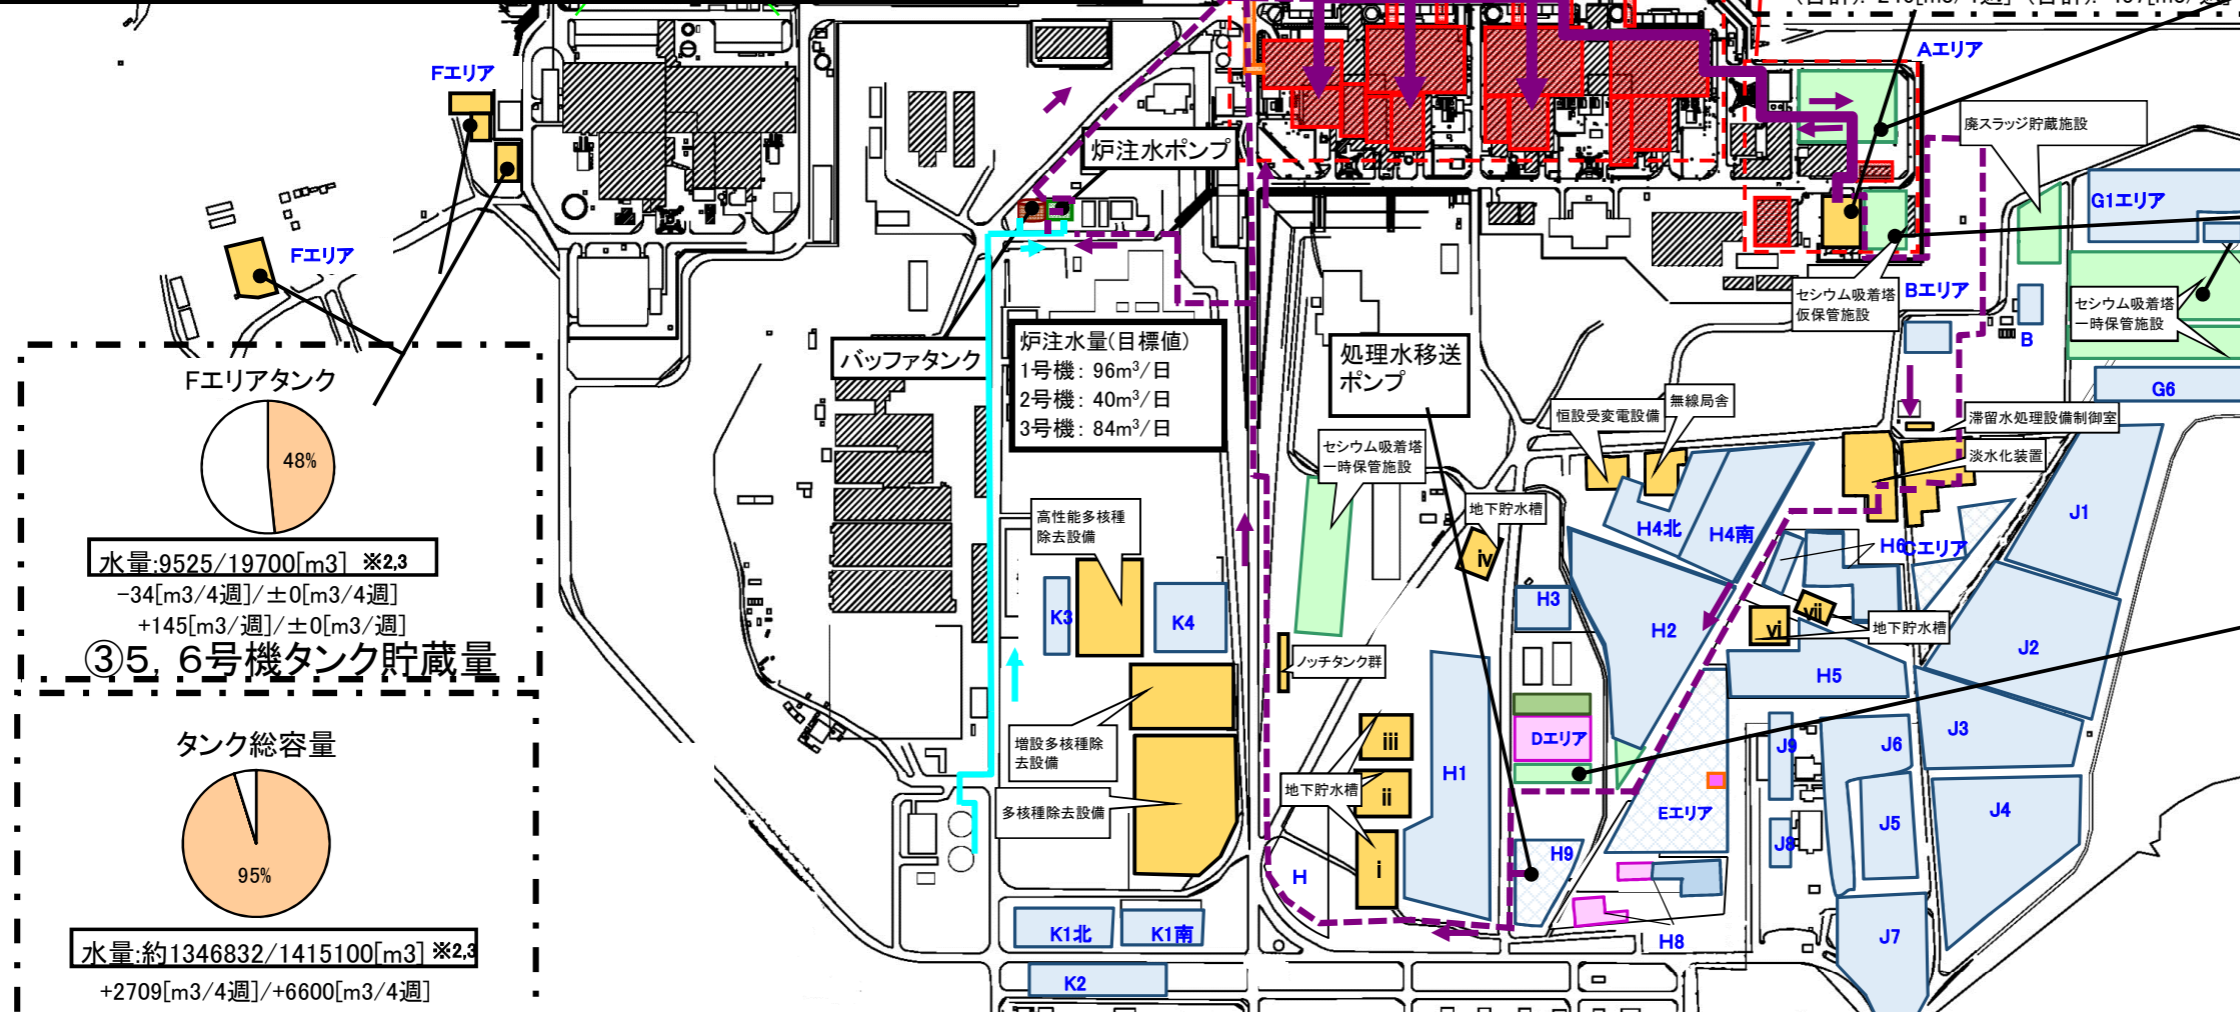 Aエリア
Fエリア
廃スラッジ貯蔵施設
炉注水ポンプ
G1エリア
Fエリア
セシウム吸着塔
仮保管施設
Bエリア
セシウム吸着塔
一時保管施設
B
炉注水量(目標値)
1号機: 96m³/日
2号機: 40m³/日
3号機: 84m³/日
処理水移送
ポンプ
バッファタンク
Fエリアタンク
48%
水量:9525/19700[m3] ※2,3
-34[m3/4週]/±0[m3/4週]
+145[m3/週]/±0[m3/週]
③5, 6号機タンク貯蔵量
タンク総容量
95%
水量:約1346832/1415100[m3] ※2,3
+2709[m3/4週]/+6600[m3/4週]
G6
恒設受変電設備
無線局舎
滞留水処理設備制御室
淡水化装置
セシウム吸着塔
一時保管施設
高性能多核種
除去設備
地下貯水槽
iv
H4北
H4南
H6
Cエリア
J1
K3
K4
H3
H2
vii
vi
地下貯水槽
J2
ノッチタンク群
H5
増設多核種除
去設備
iii
Dエリア
J9
J6
J3
H1
地下貯水槽
ii
多核種除去設備
Eエリア
J4
J5
J8
i
H9
H
K1北
K1南
H8
J7
K2